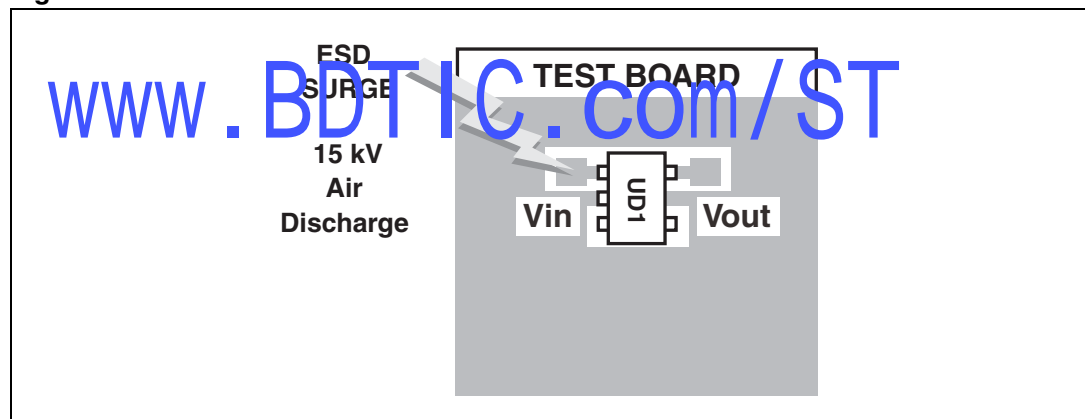 ESD
SURGE
TEST BOARD
www.BDTIC.com/ST
15 kV
Air
Discharge
UD1
Vin
Vout